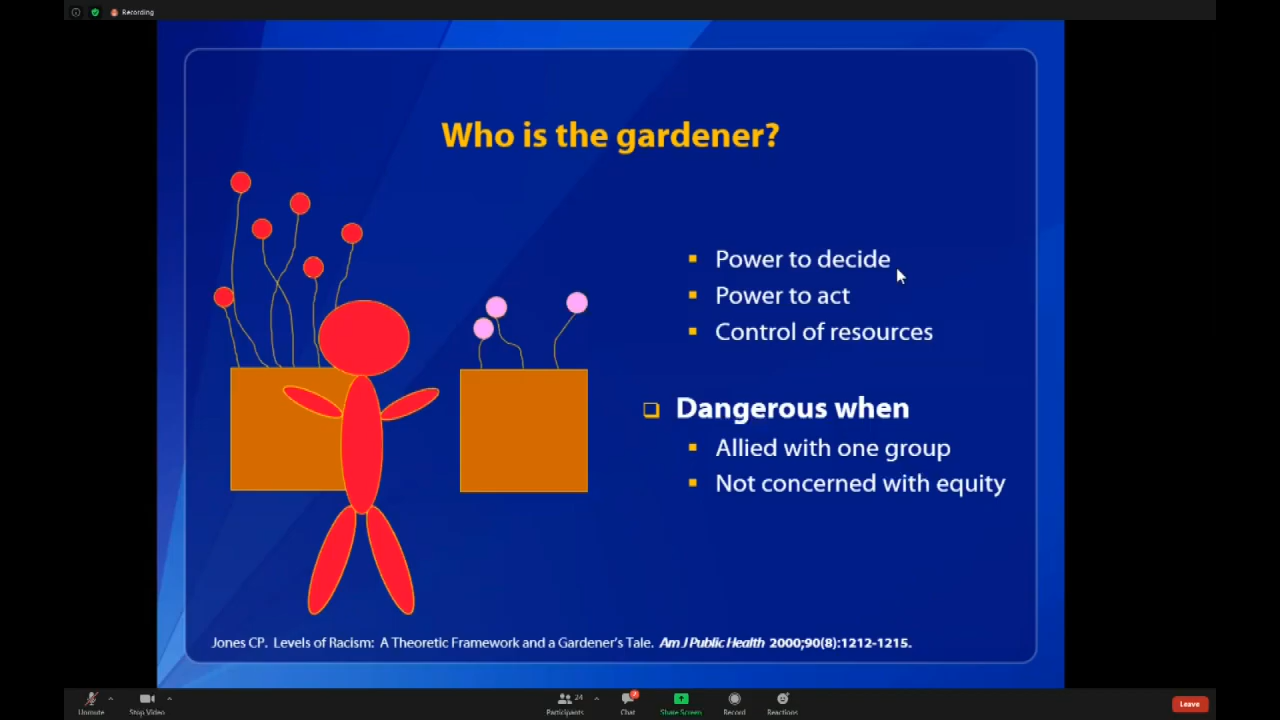 Recording
Who is the gardener?
Power to decide
Power to act
Control of resources
Dangerous when
Allied with one group
Not concerned with equity
Jones CP. Levels of Racism: A Theoretic Framework and a Gardener's Tale. Am J Public Health 2000;90(8):1212-1215.
Unmute
Stop Video
24
Participants
Chat
Share Screen
Record
Reactions
Leave